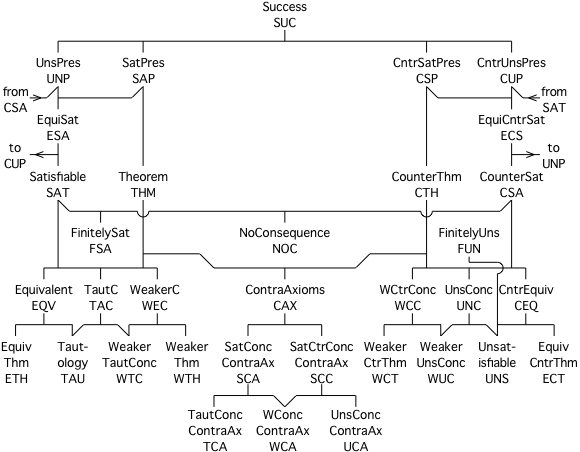 Success
SUC
UnsPres SatPres CntrSatPres CntrUnsPres
UNP SAP CSP CUP
from from
CSA SAT
EquiSat EquiCntrSat
ESA ECS
to to
CUP UNP
Satisfiable Theorem CounterThm CounterSat
SAT THM CTH CSA
FinitelySat NoConsequence FinitelyUns
FSA NOC FUN
Equivalent TautC WeakerC ContraAxioms WCtrConc UnsConc CntrEquiv
EQV TAC WEC CAX WCC UNC CEQ
Equiv Taut- Weaker Weaker SatConc SatCtrConc Weaker Weaker Unsat- Equiv
Thm ology TautConc Thm ContraAx ContraAx CtrThm UnsConc isfiable CntrThm
ETH TAU WTC WTH SCA SCC WCT WUC UNS ECT
TautConc WConc UnsConc
ContraAx ContraAx ContraAx
TCA WCA UCA